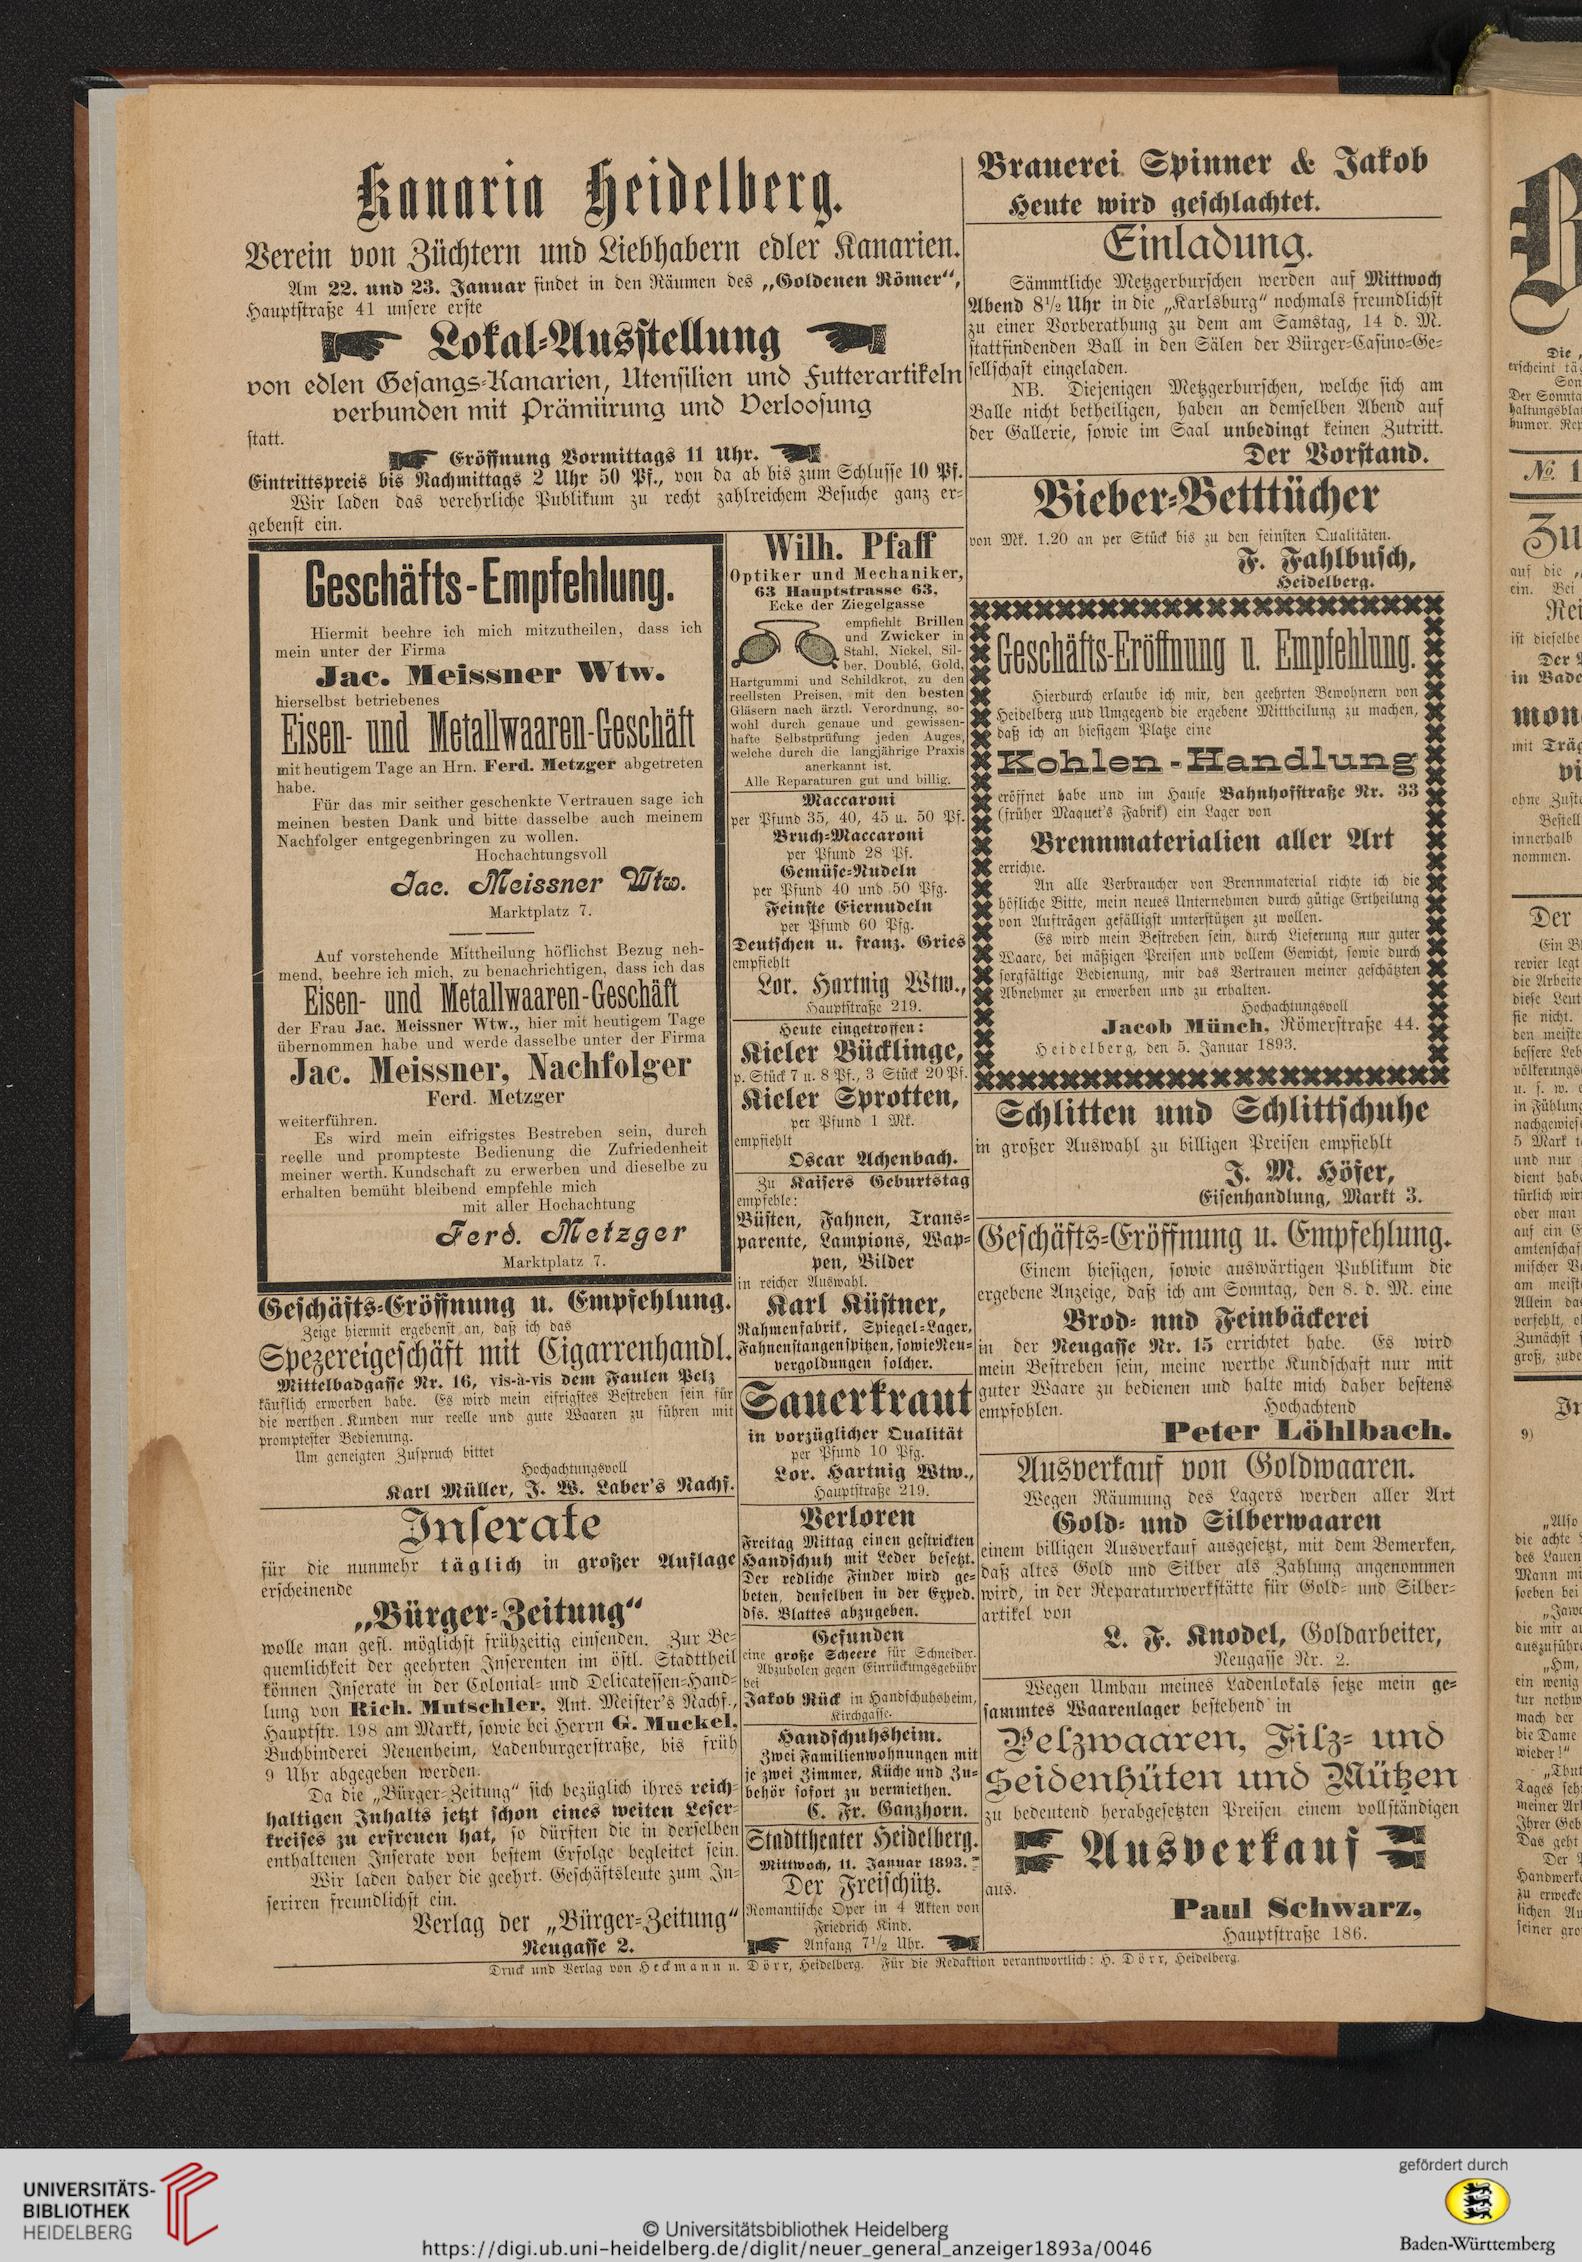 Kanaria Heidelberg.
Verein von Züchtern und Liebhabern edler Kanarien.
Am 22. und 23. Januar findet in den Räumen des „Goldenen Römer“,
Hauptstraße 41 unsere erste
Lokal-Ausstellung
von edlen Gesangs-Kanarien, Utensilien und Futterartikeln
verbunden mit Prämiirung und Verloosung
statt.
Eröffnung Vormittags 11 Uhr.
Eintrittspreis bis Nachmittags 2 Uhr 50 Pf., von da ab bis zum Schlusse 10 Pf.
Wir laden das verehrliche Publikum zu recht zahlreichem Besuche ganz er-
gebenst ein.
Geschäfts-Empfehlung.
Hiermit beehre ich mich mitzutheilen, dass ich
mein unter der Firma
Jac. Meissner Wtw.
hierselbst betriebenes
Eisen- und Metallwaaren-Geschäft
mit heutigem Tage an Hrn. Ferd. Metzger abgetreten
habe.
Für das mir seither geschenkte Vertrauen sage ich
meinen besten Dank und bitte dasselbe auch meinem
Nachfolger entgegenbringen zu wollen.
Hochachtungsvoll
Jac. Meissner Wtw.
Marktplatz 7.
Auf vorstehende Mittheilung höflichst Bezug neh-
mend, beehre ich mich, zu benachrichtigen, dass ich das
Eisen- und Metallwaaren-Geschäft
der Frau Jac. Meissner Wtw., hier mit heutigem Tage
übernommen habe und werde dasselbe unter der Firma
Jac. Meissner, Nachfolger
Ferd. Metzger
weiterführen.
Es wird mein eifrigstes Bestreben sein, durch
reelle und prompteste Bedienung die Zufriedenheit
meiner werth. Kundschaft zu erwerben und dieselbe zu
erhalten bemüht bleibend empfehle mich
mit aller Hochachtung
Ferd. Metzger
Marktplatz 7.
Geschäfts-Eröffnung u. Empfehlung.
Zeige hiermit ergebenst an, daß ich das
Spezereigeschäft mit Cigarrenhandl.
Mittelbadgasse Nr. 16, vis-à-vis dem Faulen Pelz
käuflich erworben habe. Es wird mein eifrigstes Bestreben sein für
die werthen Kunden nur reelle und gute Waaren zu führen mit
promptester Bedienung.
Um geneigten Zuspruch bittet
Hochachtungsvoll
Karl Müller, J. W. Laber's Nachf.
Inserate
für die nunmehr täglich in großer Auflage
erscheinende
„Bürger-Zeitung“
wolle man gefl. möglichst frühzeitig einsenden. Zur Be-
quemlichkeit der geehrten Inserenten im östl. Stadttheil
können Inserate in der Colonial- und Delicatessen-Hand-
lung von Rich. Mutschler, Ant. Meister's Nachf.,
Hauptstr. 198 am Markt, sowie bei Herrn G. Muckel,
Buchbinderei Neuenheim, Ladenburgerstraße, bis früh
9 Uhr abgegeben werden.
Da die „Bürger-Zeitung“ sich bezüglich ihres reich-
haltigen Inhalts jetzt schon eines weiten Leser-
kreises zu erfreuen hat, so dürften die in derselben
enthaltenen Inserate von bestem Erfolge begleitet sein.
Wir laden daher die geehrt. Geschäftsleute zum In-
seriren freundlichst ein.
Verlag der „Bürger-Zeitung“
Neugasse 2.
Wilh. Pfaff
Optiker und Mechaniker,
63 Hauptstrasse 63,
Ecke der Ziegelgasse
empfiehlt Brillen
und Zwicker in
Stahl, Nickel, Sil-
ber, Doublé, Gold,
Hartgummi und Schildkrot, zu den
reellsten Preisen, mit den besten
Gläsern nach ärztl. Verordnung, so-
wohl durch genaue und gewissen-
hafte Selbstprüfung jeden Auges,
welche durch die langjährige Praxis
anerkannt ist.
Alle Reparaturen gut und billig.
Maccaroni
per Pfund 35, 40, 45 u. 50 Pf.
Bruch-Maccaroni
per Pfund 28 Pf.
Gemüse-Nudeln
per Pfund 40 und 50 Pfg.
Feinste Eiernudeln
per Pfund 60 Pfg.
Deutschen u. franz. Gries
empfiehlt
Lor. Hartnig Wtw.,
Hauptstraße 219.
Heute eingetroffen:
Kieler Bücklinge,
p. Stück 7 u. 8 Pf., 3 Stück 20 Pf.
Kieler Sprotten,
per Pfund 1 Mk.
empfiehlt
Oscar Achenbach.
Zu Kaisers Geburtstag
empfehle:
Büsten, Fahnen, Trans-
parente, Lampions, Wap-
pen, Bilder
in reicher Auswahl.
Karl Küstner,
Rahmenfabrik, Spiegel-Lager,
Fahnenstangenspitzen, sowie Neu-
vergoldungen solcher.
Sauerkraut
in vorzüglicher Qualität
per Pfund 10 Pfg.
Lor. Hartnig Wtw.,
Hauptstraße 219.
Verloren
Freitag Mittag einen gestrickten
Handschuh mit Leder besetzt.
Der redliche Finder wird ge-
beten, denselben in der Exped.
dss. Blattes abzugeben.
Gefunden
eine große Scheere für Schneider.
Abzuholen gegen Einrückungsgebühr
bei
Jakob Rück in Handschuhsheim,
Kirchgasse.
Handschuhsheim.
Zwei Familienwohnungen mit
je zwei Zimmer, Küche und Zu-
behör sofort zu vermiethen.
C. Fr. Ganzhorn.
Stadttheater Heidelberg.
Mittwoch, 11. Januar 1893.
Der Freischütz.
Romantische Oper in 4 Akten von
Friedrich Kind.
Anfang 7½ Uhr.
Brauerei Spinner & Jakob
Heute wird geschlachtet.
Einladung.
Sämmtliche Metzgerburschen werden auf Mittwoch
Abend 8½ Uhr in die „Karlsburg“ nochmals freundlichst
zu einer Vorberathung zu dem am Samstag, 14 d. M.
stattfindenden Ball in den Sälen der Bürger-Casino-Ge-
sellschaft eingeladen.
NB. Diejenigen Metzgerburschen, welche sich am
Balle nicht betheiligen, haben an demselben Abend auf
der Gallerie, sowie im Saal unbedingt keinen Zutritt.
Der Vorstand.
Bieber-Betttücher
von Mk. 1.20 an per Stück bis zu den feinsten Qualitäten.
F. Fahlbusch,
Heidelberg.
Geschäfts-Eröffnung u. Empfehlung.
Hierdurch erlaube ich mir, den geehrten Bewohnern von
Heidelberg uud Umgegend die ergebene Mittheilung zu machen,
daß ich an hiesigem Platze eine
Kohlen-Handlung
eröffnet habe und im Hause Bahnhofstraße Nr. 33
(früher Maquet's Fabrik) ein Lager von
Brennmaterialien aller Art
errichte.
An alle Verbraucher von Brennmaterial richte ich die
höfliche Bitte, mein neues Unternehmen durch gütige Ertheilung
von Aufträgen gefälligst unterstützen zu wollen.
Es wird mein Bestreben sein, durch Lieferung nur guter
Waare, bei mäßigen Preisen und vollem Gewicht, sowie durch
sorgfältige Bedienung, mir das Vertrauen meiner geschätzten
Abnehmer zu erwerben und zu erhalten.
Hochachtungsvoll
Jacob Münch, Römerstraße 44.
Heidelberg, den 5. Januar 1893.
Schlitten und Schlittschuhe
in großer Auswahl zu billigen Preisen empfiehlt
J. M. Höfer,
Eisenhandlung, Markt 3.
Geschäfts-Eröffnung u. Empfehlung.
Einem hiesigen, sowie auswärtigen Publikum die
ergebene Anzeige, daß ich am Sonntag, den 8. d. M. eine
Brod- und Feinbäckerei
in der Neugasse Nr. 15 errichtet habe. Es wird
mein Bestreben sein, meine werthe Kundschaft nur mit
guter Waare zu bedienen und halte mich daher bestens
empfohlen. Hochachtend
Peter Löhlbach.
Ausverkauf von Goldwaaren.
Wegen Räumung des Lagers werden aller Art
Gold- und Silberwaaren
einem billigen Ausverkauf ausgesetzt, mit dem Bemerken,
daß altes Gold und Silber als Zahlung angenommen
wird, in der Reparaturwerkstätte für Gold- und Silber-
artikel von
L. F. Knodel, Goldarbeiter,
Neugasse Nr. 2.
Wegen Umbau meines Ladenlokals setze mein ge-
sammtes Waarenlager bestehend in
Pelzwaaren, Filz- und
Seidenhüten und Mützen
zu bedeutend herabgesetzten Preisen einem vollständigen
Ausverkauf
aus.
Paul Schwarz,
Hauptstraße 186.
Druck und Verlag von Heckmann u. Dörr, Heidelberg. Für die Redaktion verantwortlich: H. Dörr, Heidelberg.
UNIVERSITÄTS-
BIBLIOTHEK
HEIDELBERG
© Universitätsbibliothek Heidelberg
https://digi.ub.uni-heidelberg.de/diglit/neuer_general_anzeiger1893a/0046
gefördert durch
Baden-Württemberg